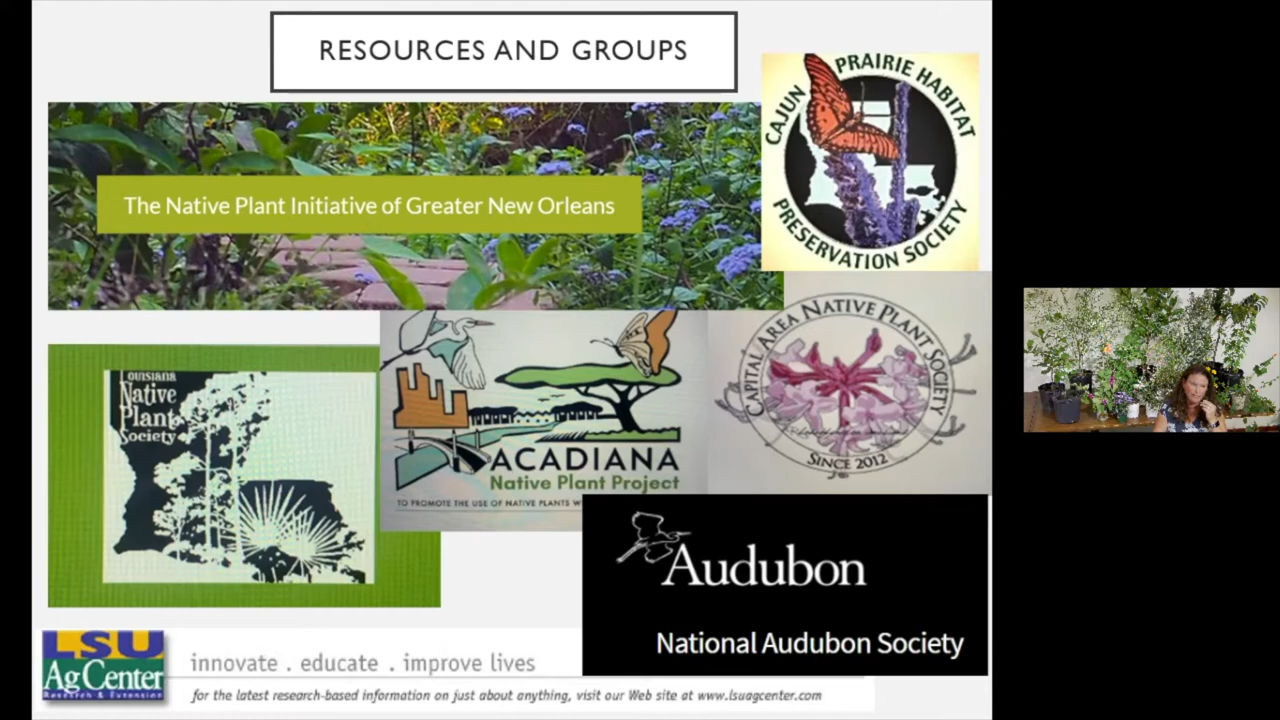 RESOURCES AND GROUPS
The Native Plant Initiative of Greater New Orleans
CAJUN PRAIRIE HABITAT
PRESERVATION SOCIETY
CAPITAL AREA NATIVE PLANT SOCIETY
SINCE 2012
LOUISIANA
Native
Plant
Society
ACADIANA
Native Plant Project
TO PROMOTE THE USE OF NATIVE PLANTS
Audubon
National Audubon Society
LSU
AgCenter
Research & Extension
innovate . educate . improve lives
for the latest research-based information on just about anything, visit our Web site at www.lsuagcenter.com